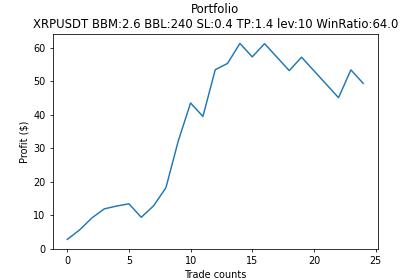 Portfolio
XRPUSDT BBM:2.6 BBL:240 SL:0.4 TP:1.4 lev:10 WinRatio:64.0
60
50
40
30
20
10
0
Profit ($)
0 5 10 15 20 25
Trade counts